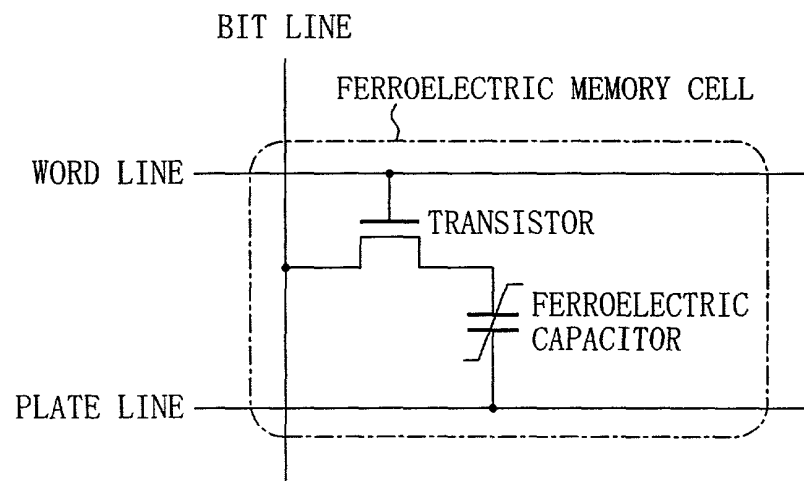 BIT LINE
FERROELECTRIC MEMORY CELL
WORD LINE
TRANSISTOR
FERROELECTRIC
CAPACITOR
PLATE LINE